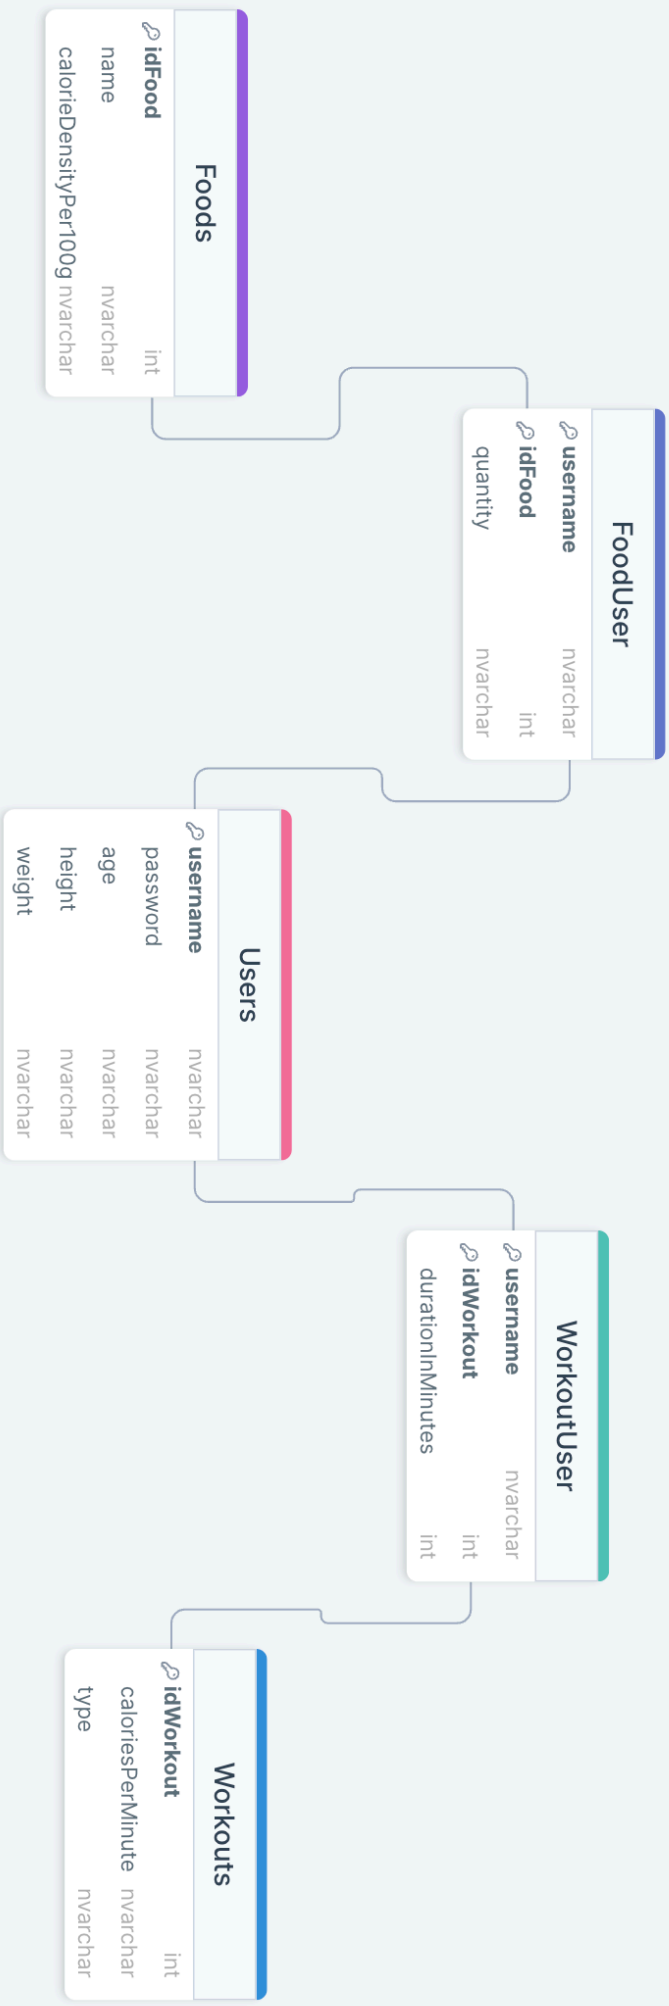 Foods
idFood int
name nvarchar
calorieDensityPer100g nvarchar
FoodUser
username nvarchar
idFood int
quantity nvarchar
Users
username nvarchar
password nvarchar
age nvarchar
height nvarchar
weight nvarchar
WorkoutUser
username nvarchar
idWorkout int
durationInMinutes int
Workouts
idWorkout int
caloriesPerMinute nvarchar
type nvarchar